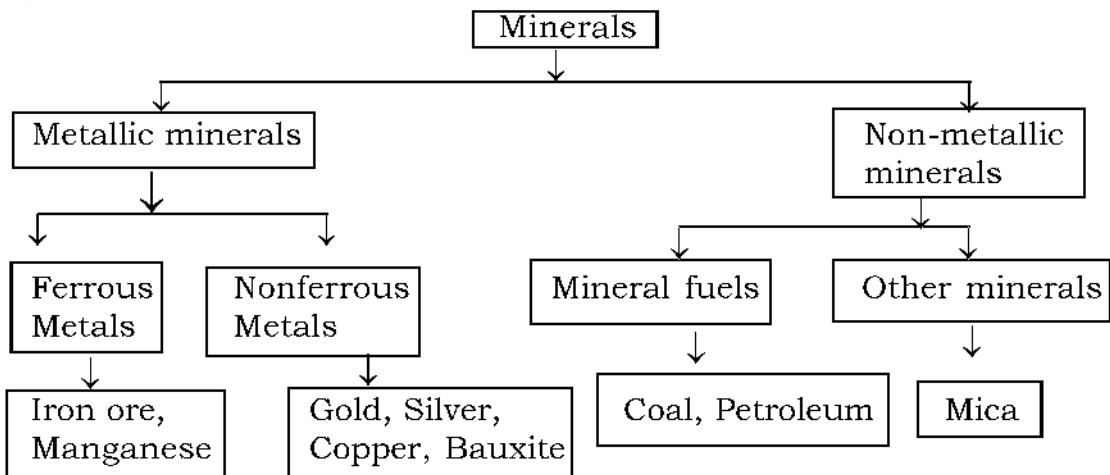 Minerals
Metallic minerals
Non-metallic
minerals
Ferrous
Metals
Nonferrous
Metals
Mineral fuels
Other minerals
Iron ore,
Manganese
Gold, Silver,
Copper, Bauxite
Coal, Petroleum
Mica